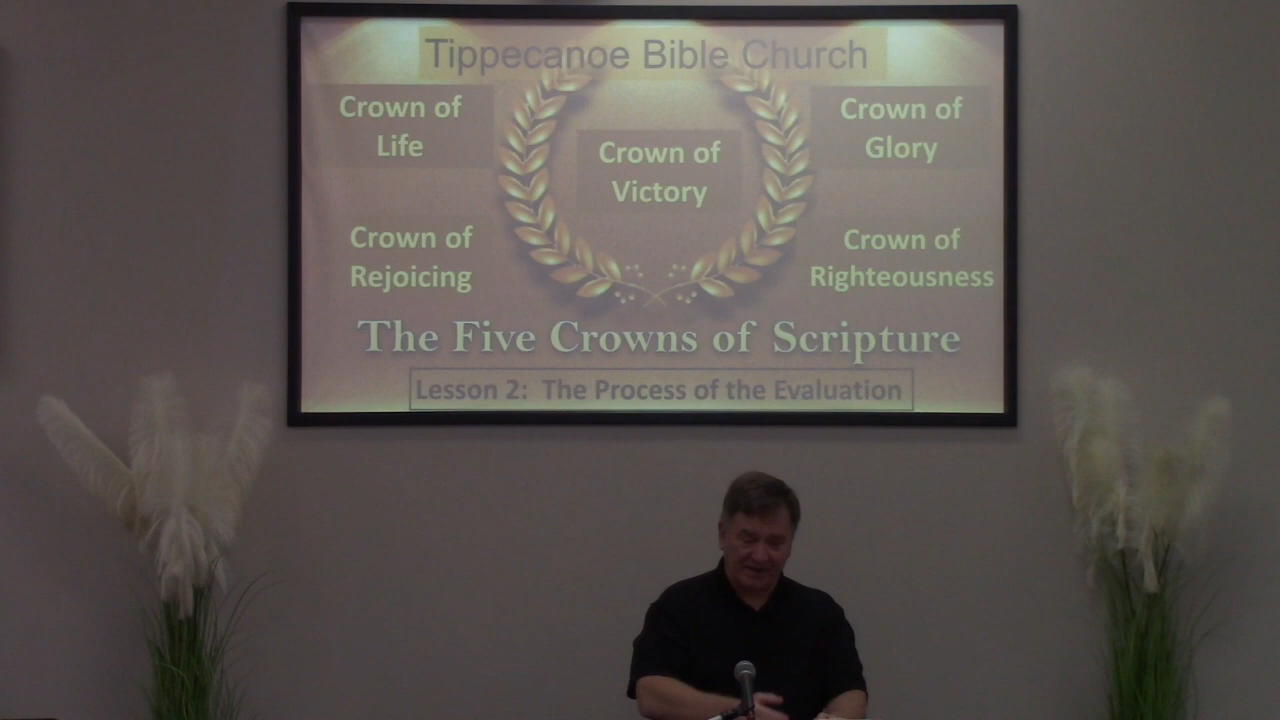 Tippecanoe Bible Church
Crown of
Life
Crown of
Victory
Crown of
Glory
Crown of
Rejoicing
Crown of
Righteousness
The Five Crowns of Scripture
Lesson 2: The Process of the Evaluation